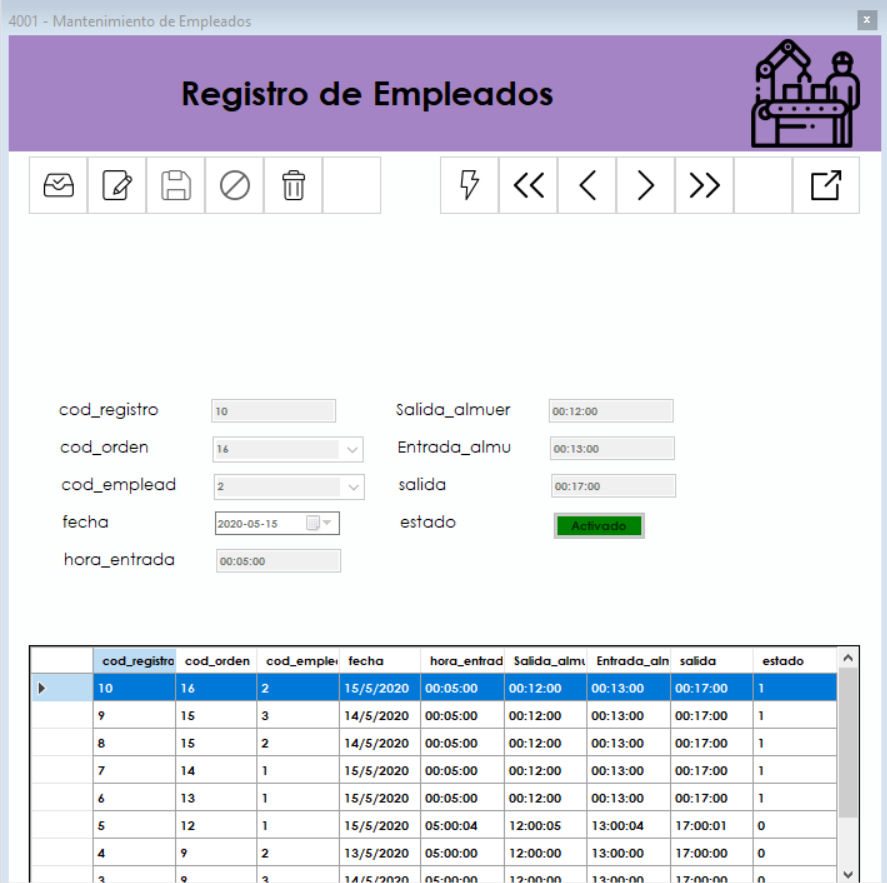 4001 - Mantenimiento de Empleados
x
Registro de Empleados
cod_registro 10 Salida_almuer 00:12:00
cod_orden 16 Entrada_almu 00:13:00
cod_emplead 2 salida 00:17:00
fecha 2020-05-15 estado Activado
hora_entrada 00:05:00
cod_registro cod_orden cod_emple fecha hora_entrad Salida_almu Entrada_aln salida estado
10 16 2 15/5/2020 00:05:00 00:12:00 00:13:00 00:17:00 1
9 15 3 14/5/2020 00:05:00 00:12:00 00:13:00 00:17:00 1
8 15 2 14/5/2020 00:05:00 00:12:00 00:13:00 00:17:00 1
7 14 1 15/5/2020 00:05:00 00:12:00 00:13:00 00:17:00 1
6 13 1 15/5/2020 00:05:00 00:12:00 00:13:00 00:17:00 1
5 12 1 15/5/2020 05:00:04 12:00:05 13:00:04 17:00:01 0
4 9 2 13/5/2020 05:00:00 12:00:00 13:00:00 17:00:00 0
3 9 3 14/5/2020 05:00:00 12:00:00 13:00:00 17:00:00 0